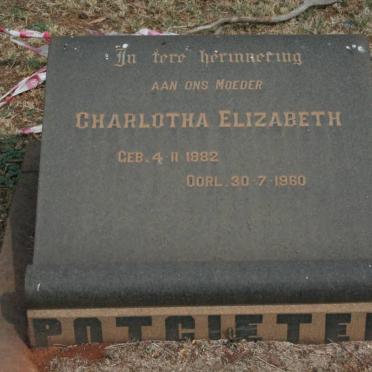 In tere herinnering
AAN ONS MOEDER
CHARLOTHA ELIZABETH
GEB. 4 · 11 1882
OORL. 30 · 7 · 1960
POTGIETER